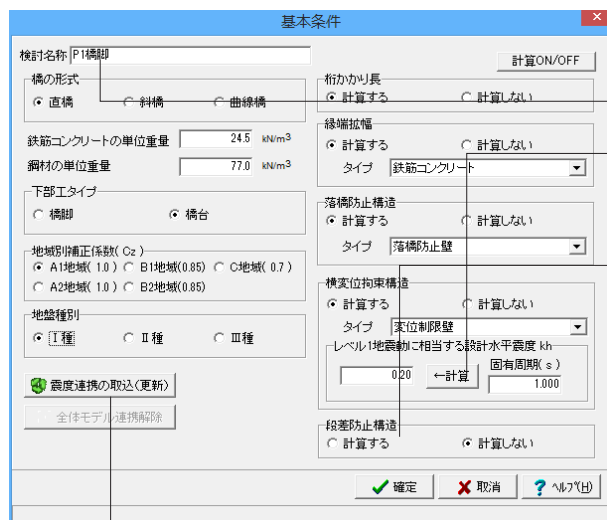 基本条件
検討名称 P1橋脚
計算ON/OFF
橋の形式
直橋 斜橋 曲線橋
鉄筋コンクリートの単位重量 24.5 kN/m3
鋼材の単位重量 77.0 kN/m3
下部工タイプ
橋脚 橋台
地域別補正係数( Cz )
A1地域( 1.0 ) B1地域(0.85) C地域( 0.7 )
A2地域( 1.0 ) B2地域(0.85)
地盤種別
Ⅰ種 Ⅱ種 Ⅲ種
震度連携の取込(更新)
全体モデル連携解除
桁かかり長
計算する 計算しない
縁端拡幅
計算する 計算しない
タイプ 鉄筋コンクリート
落橋防止構造
計算する 計算しない
タイプ 落橋防止壁
横変位拘束構造
計算する 計算しない
タイプ 変位制限壁
レベル1地震動に相当する設計水平震度 kh
固有周期( s )
0.20 ←計算 1.000
段差防止構造
計算する 計算しない
確定 取消 ? ヘルプ(H)